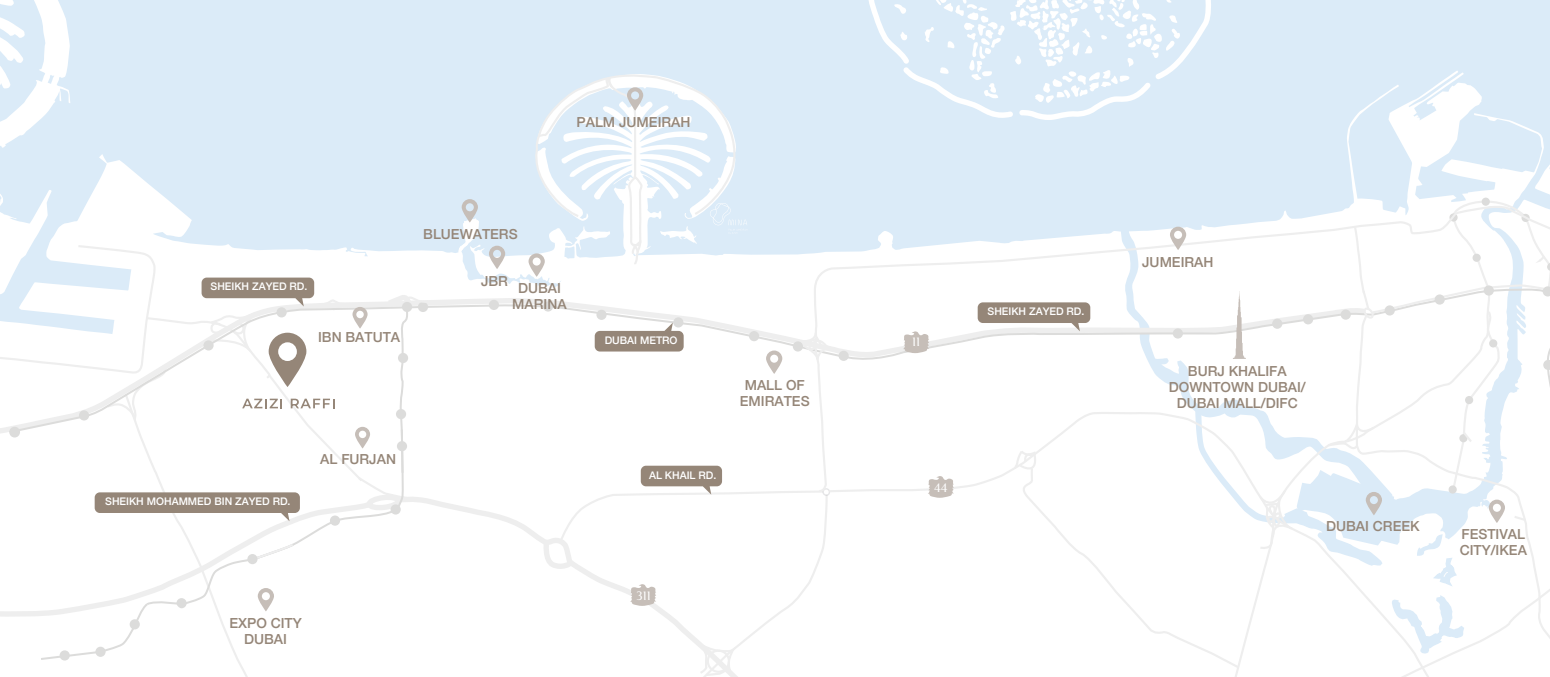 PALM JUMEIRAH
BLUEWATERS
JBR
DUBAI
MARINA
JUMEIRAH
SHEIKH ZAYED RD.
IBN BATUTA
DUBAI METRO
SHEIKH ZAYED RD.
11
AZIZI RAFFI
MALL OF
EMIRATES
BURJ KHALIFA
DOWNTOWN DUBAI/
DUBAI MALL/DIFC
AL FURJAN
AL KHAIL RD.
44
SHEIKH MOHAMMED BIN ZAYED RD.
DUBAI CREEK
FESTIVAL
CITY/IKEA
311
EXPO CITY
DUBAI